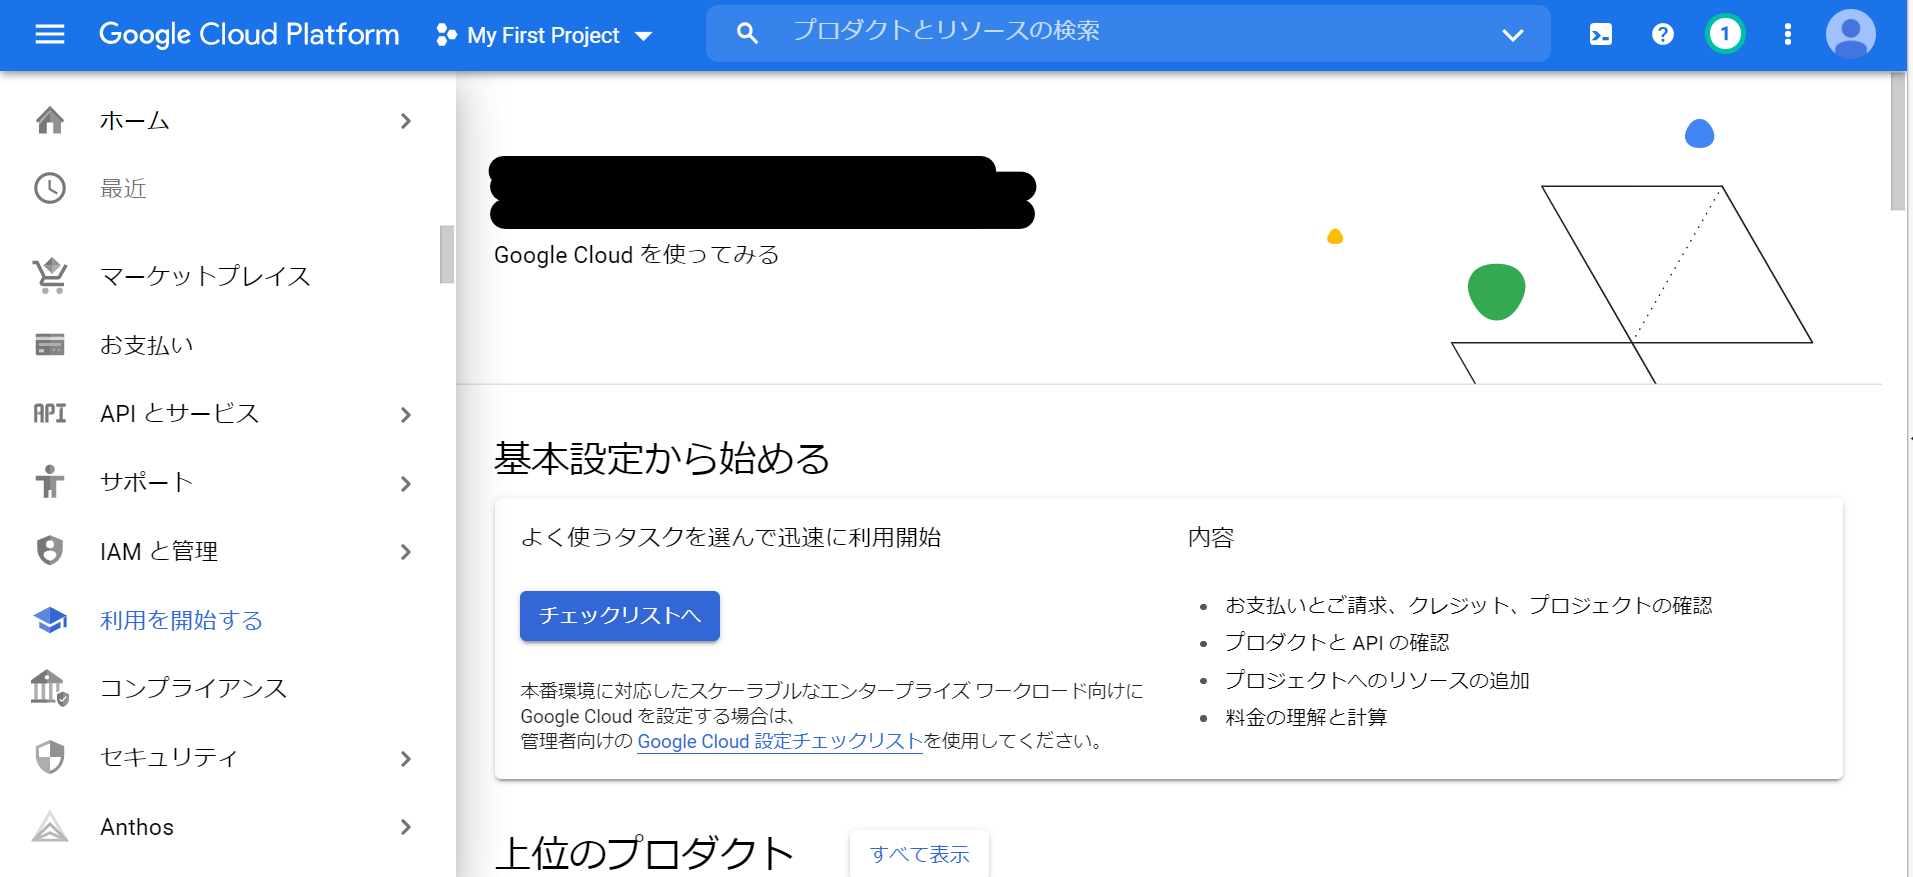 Google Cloud Platform
My First Project
プロダクトとリソースの検索
1
ホーム
最近
マーケットプレイス
お支払い
API APIとサービス
サポート
IAM と管理
利用を開始する
コンプライアンス
セキュリティ
Anthos
Google Cloud を使ってみる
基本設定から始める
よく使うタスクを選んで迅速に利用開始
チェックリストへ
本番環境に対応したスケーラブルなエンタープライズ ワークロード向けに
Google Cloud を設定する場合は、
管理者向けの Google Cloud 設定チェックリストを使用してください。
内容
お支払いとご請求、クレジット、プロジェクトの確認
プロダクトと API の確認
プロジェクトへのリソースの追加
料金の理解と計算
上位のプロダクト
すべて表示